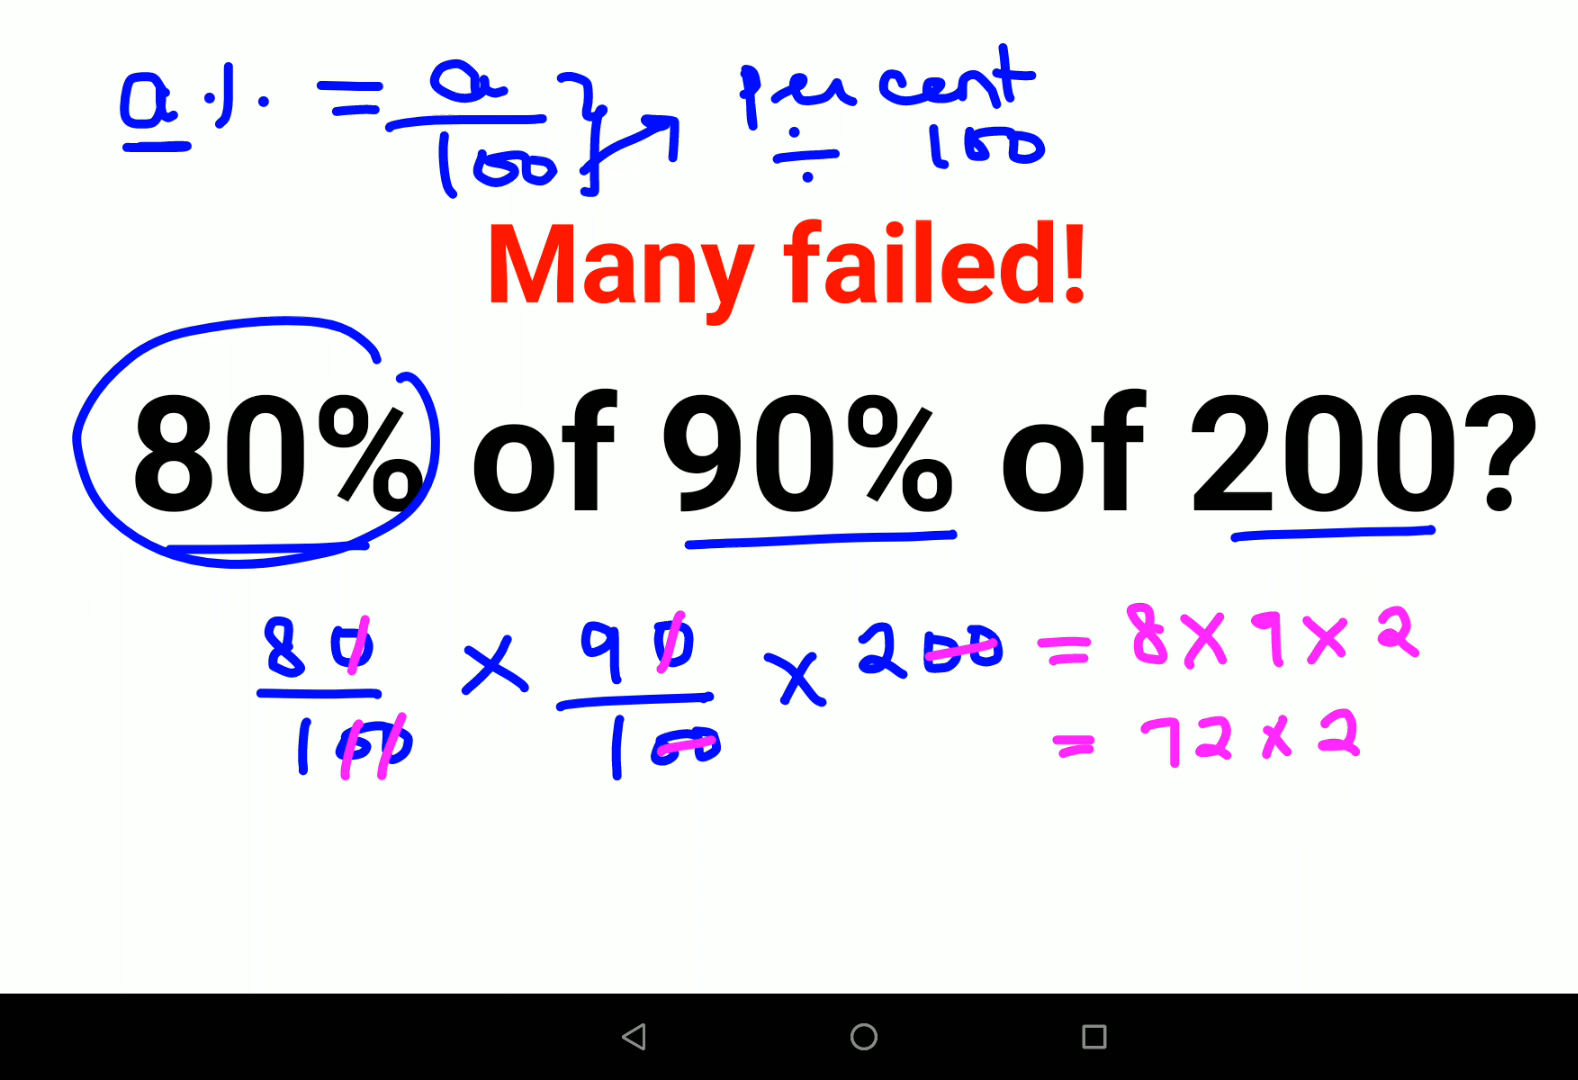 a % = a/100 } → per cent
÷ 100
Many failed!
80% of 90% of 200?
80/100 × 90/100 × 200 = 8 × 9 × 2
= 72 × 2